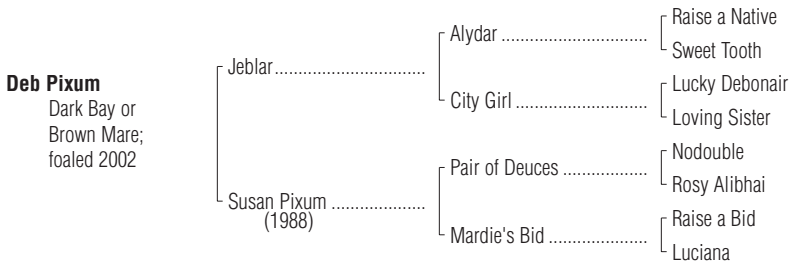 Deb Pixum
Dark Bay or
Brown Mare;
foaled 2002
Jeblar..............................
Susan Pixum ...................
(1988)
Alydar .............................
City Girl ..........................
Pair of Deuces .................
Mardie's Bid ....................
Raise a Native
Sweet Tooth
Lucky Debonair
Loving Sister
Nodouble
Rosy Alibhai
Raise a Bid
Luciana